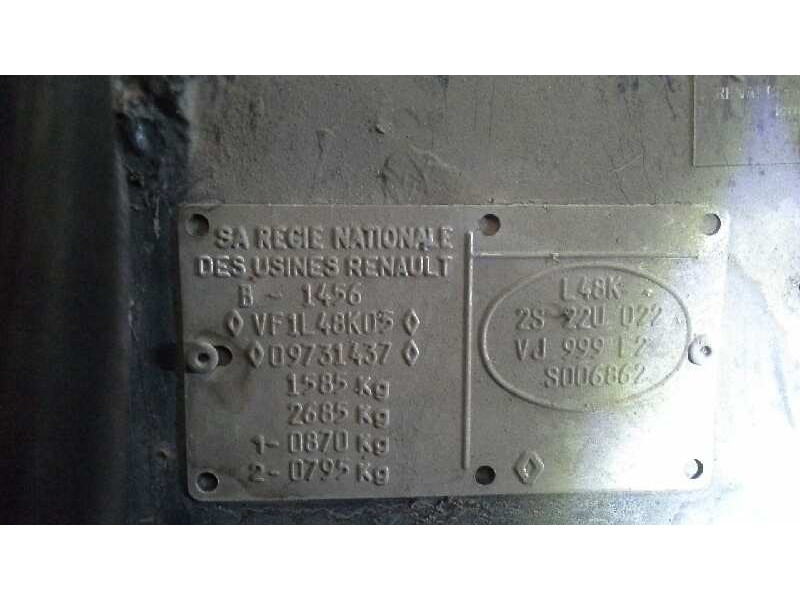 SA REGIE NATIONALE
DES USINES RENAULT
B - 1456
VF1L48K05
09731437
1585 Kg
2685 Kg
1- 0870 Kg
2- 0795 Kg
L48K
2S 22U 022
VJ 999
S006862